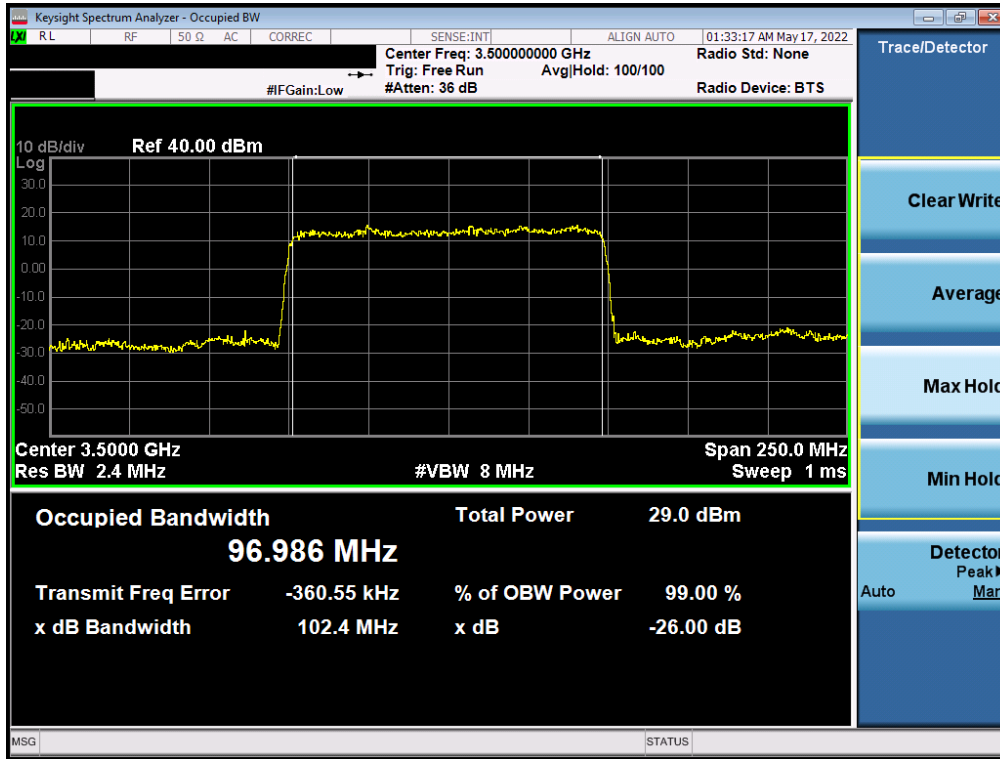 Keysight Spectrum Analyzer - Occupied BW
LXI RL RF 50 Ω AC CORREC SENSE:INT ALIGN AUTO 01:33:17 AM May 17, 2022
Center Freq: 3.500000000 GHz Radio Std: None
Trig: Free Run Avg|Hold: 100/100
#IFGain:Low #Atten: 36 dB Radio Device: BTS
Trace/Detector
10 dB/div Ref 40.00 dBm
Log
30.0
20.0
10.0
0.00
-10.0
-20.0
-30.0
-40.0
-50.0
Center 3.5000 GHz Span 250.0 MHz
Res BW 2.4 MHz #VBW 8 MHz Sweep 1 ms
Occupied Bandwidth Total Power 29.0 dBm
96.986 MHz
Transmit Freq Error -360.55 kHz % of OBW Power 99.00 %
x dB Bandwidth 102.4 MHz x dB -26.00 dB
Clear Write
Average
Max Hold
Min Hold
Detector
Peak
Auto Man
MSG STATUS